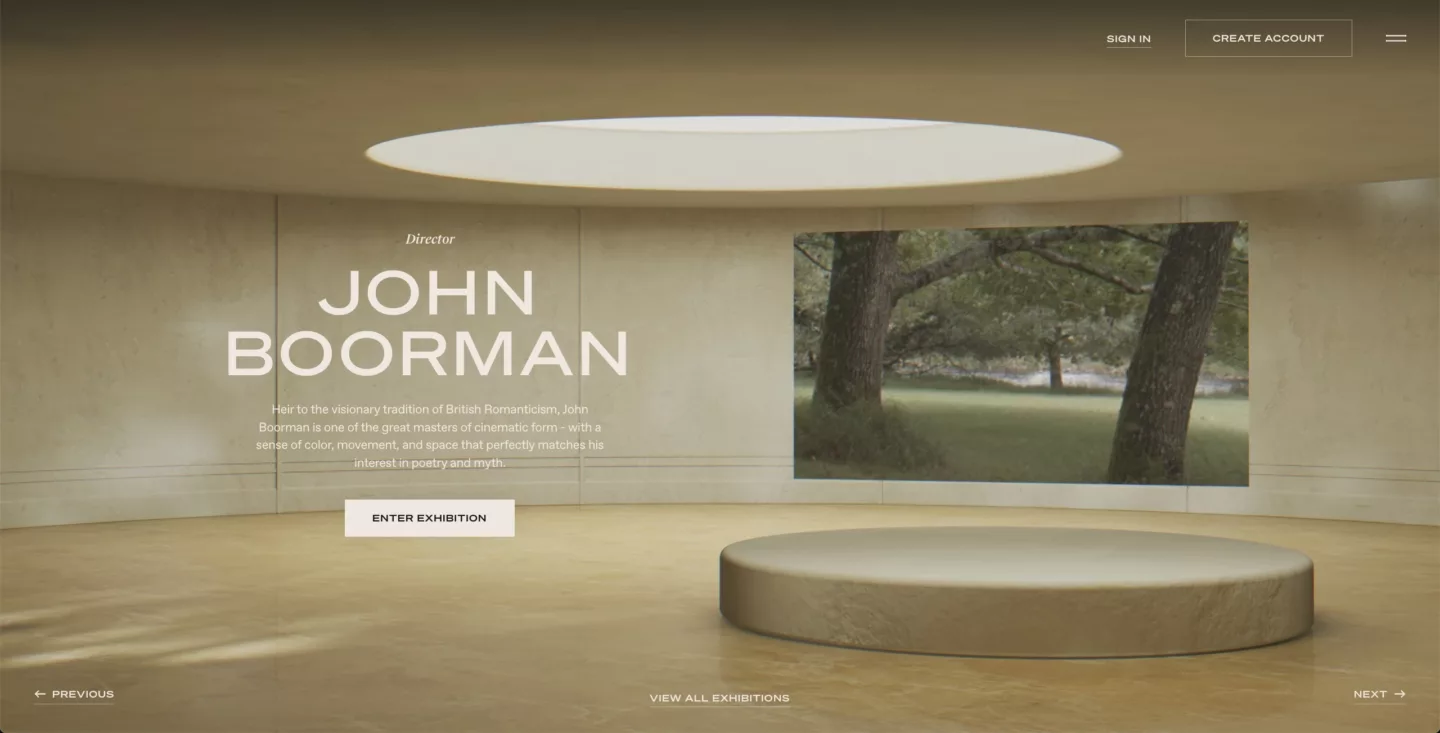 SIGN IN
CREATE ACCOUNT
Director
JOHN
BOORMAN
Heir to the visionary tradition of British Romanticism, John
Boorman is one of the great masters of cinematic form - with a
sense of color, movement, and space that perfectly matches his
interest in poetry and myth.
ENTER EXHIBITION
← PREVIOUS
VIEW ALL EXHIBITIONS
NEXT →